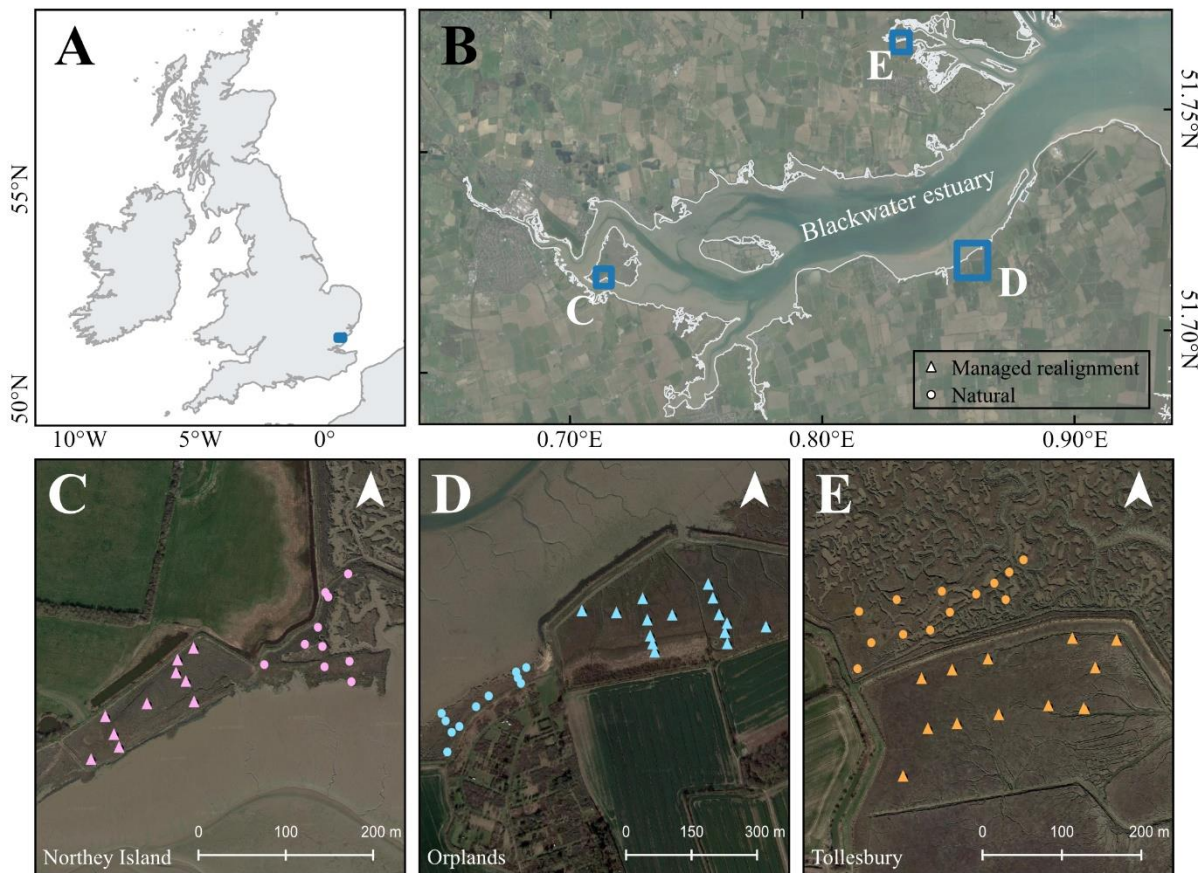 A
55°N
50°N
10°W
5°W
0°
B
E
Blackwater estuary
C
D
Managed realignment
Natural
51.75°N
51.70°N
0.70°E
0.80°E
0.90°E
C
0 100 200 m
Northey Island
D
0 150 300 m
Orplands
E
0 50 100 m
Tollesbury